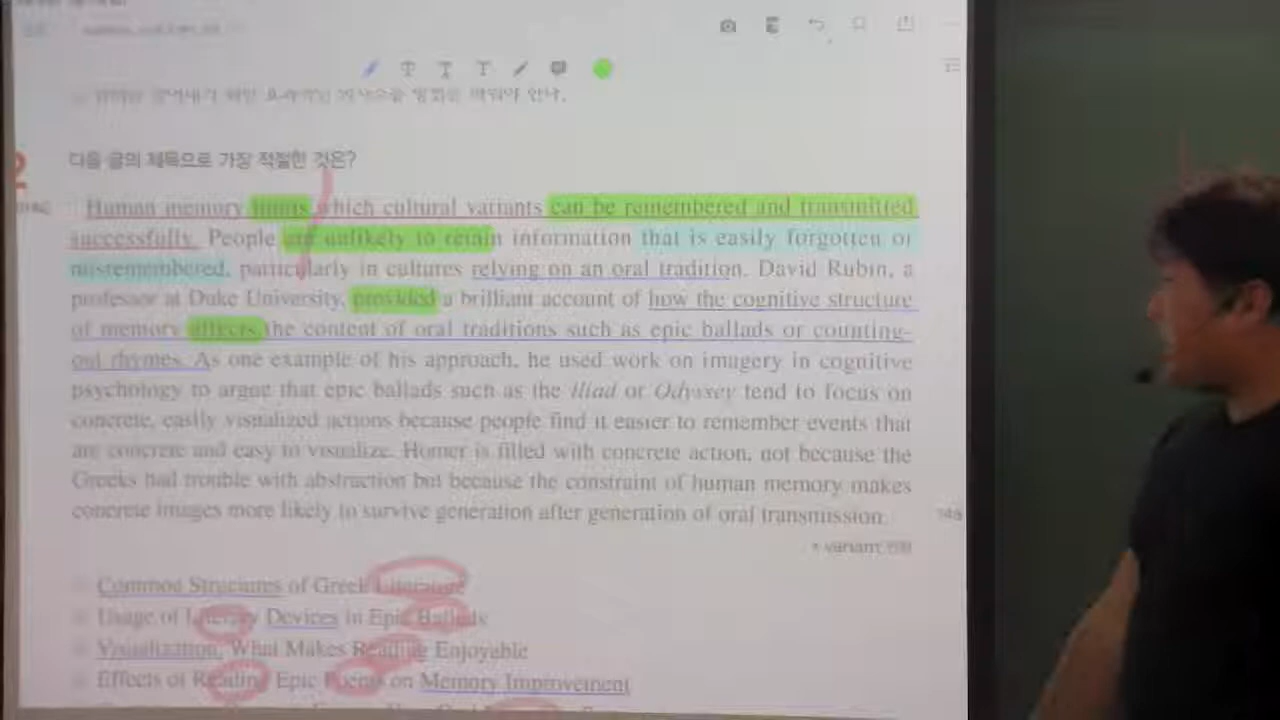 다음 글의 제목으로 가장 적절한 것은?
Human memory limits which cultural variants can be remembered and transmitted
successfully. People are unlikely to retain information that is easily forgotten or
misremembered, particularly in cultures relying on an oral tradition. David Rubin, a
professor at Duke University, provided a brilliant account of how the cognitive structure
of memory affects the content of oral traditions such as epic ballads or counting-
out rhymes. As one example of his approach, he used work on imagery in cognitive
psychology to argue that epic ballads such as the Iliad or Odyssey tend to focus on
concrete, easily visualized actions because people find it easier to remember events that
are concrete and easy to visualize. Homer is filled with concrete action, not because the
Greeks had trouble with abstraction but because the constraint of human memory makes
concrete images more likely to survive generation after generation of oral transmission.
* variant 변형
Common Structures of Greek Literature
Usage of Literary Devices in Epic Ballads
Visualization: What Makes Reading Enjoyable
Effects of Reading Epic Poems on Memory Improvement